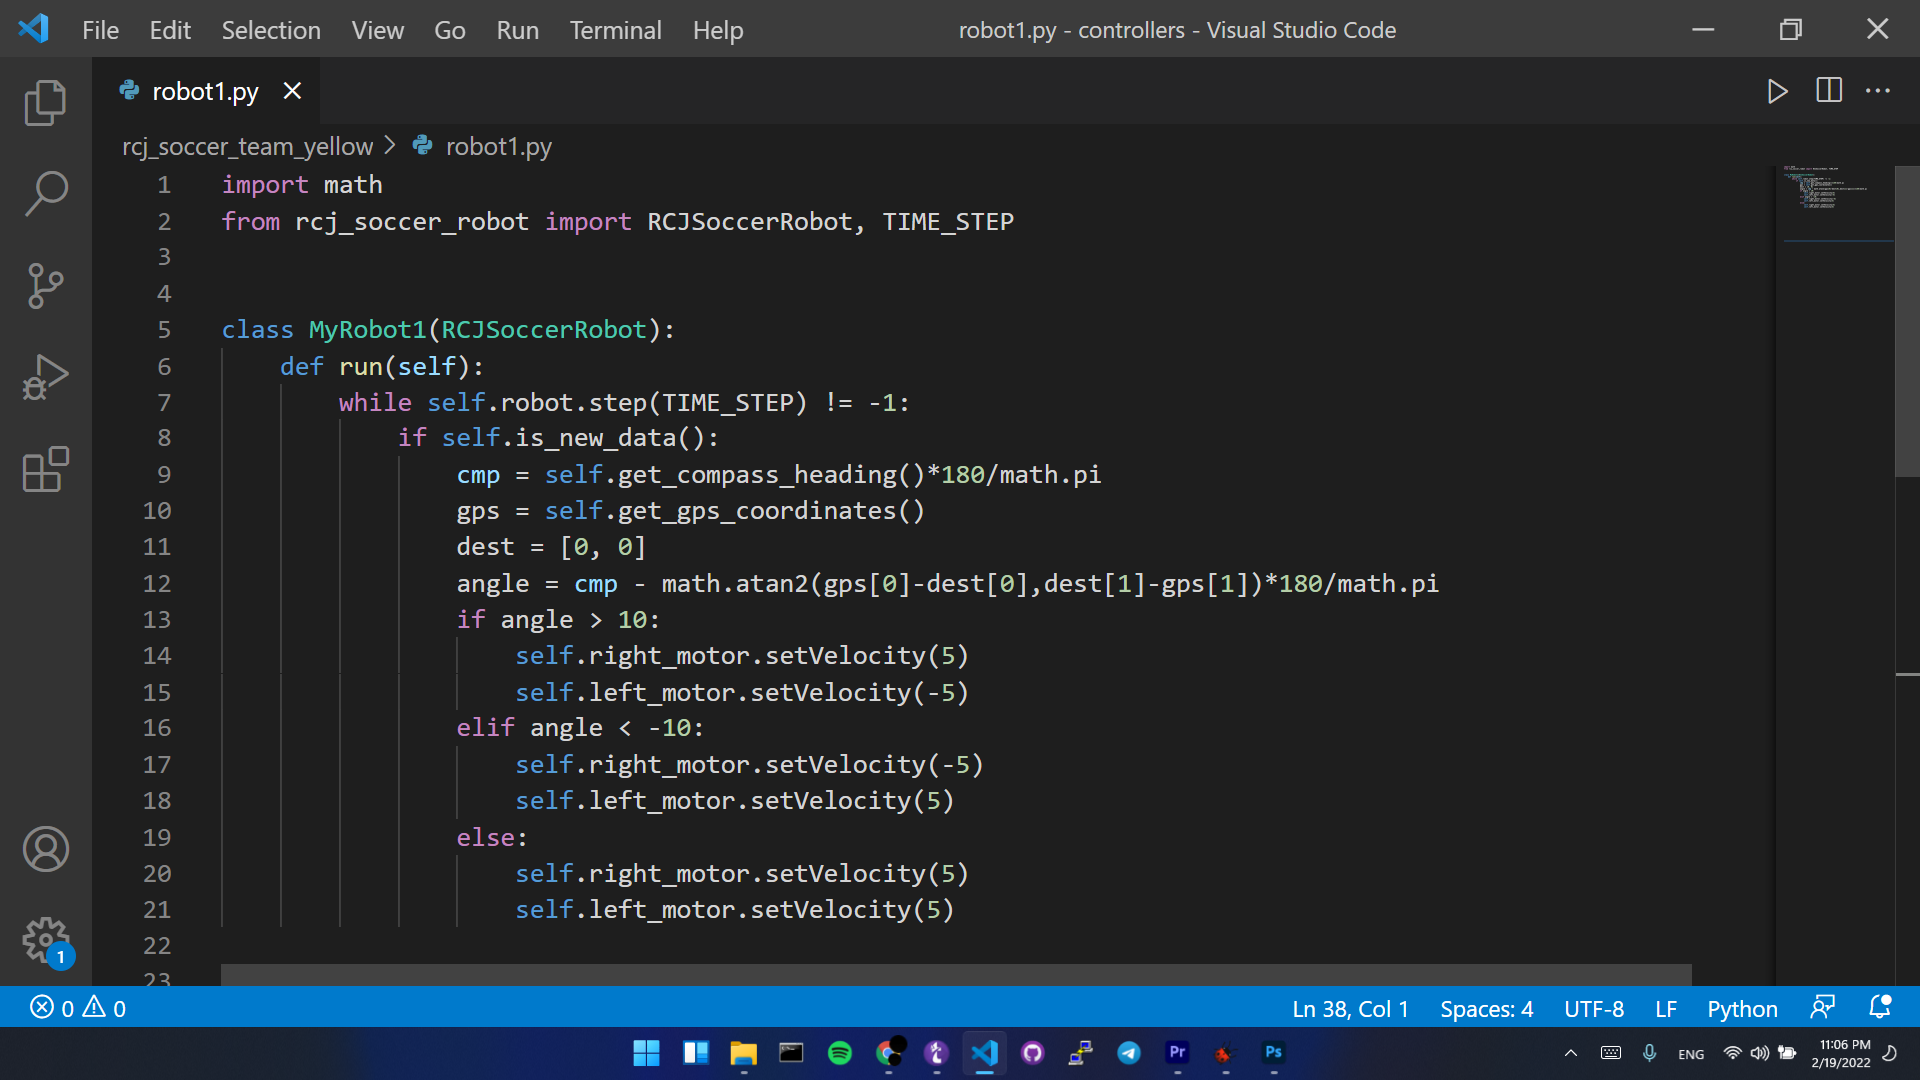 File Edit Selection View Go Run Terminal Help robot1.py - controllers - Visual Studio Code
robot1.py
rcj_soccer_team_yellow > robot1.py
1 import math
2 from rcj_soccer_robot import RCJSoccerRobot, TIME_STEP
3
4
5 class MyRobot1(RCJSoccerRobot):
6 def run(self):
7 while self.robot.step(TIME_STEP) != -1:
8 if self.is_new_data():
9 cmp = self.get_compass_heading()*180/math.pi
10 gps = self.get_gps_coordinates()
11 dest = [0, 0]
12 angle = cmp - math.atan2(gps[0]-dest[0],dest[1]-gps[1])*180/math.pi
13 if angle > 10:
14 self.right_motor.setVelocity(5)
15 self.left_motor.setVelocity(-5)
16 elif angle < -10:
17 self.right_motor.setVelocity(-5)
18 self.left_motor.setVelocity(5)
19 else:
20 self.right_motor.setVelocity(5)
21 self.left_motor.setVelocity(5)
22
23
1
0 0 Ln 38, Col 1 Spaces: 4 UTF-8 LF Python
Pr Ps ENG 11:06 PM
2/19/2022